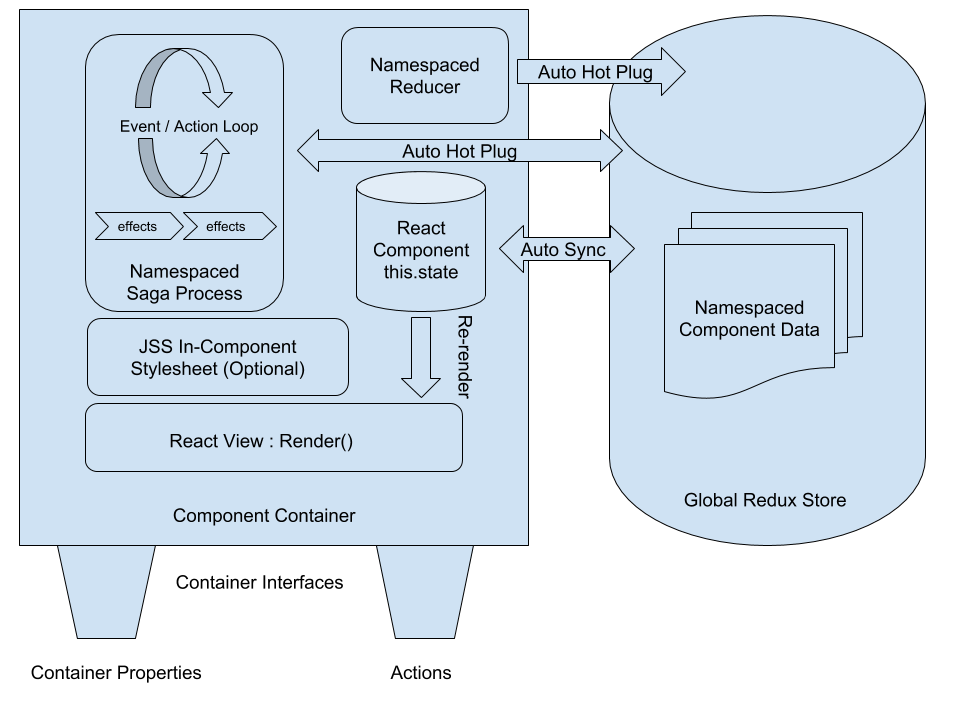 Namespaced
Reducer
Auto Hot Plug
Event / Action Loop
Auto Hot Plug
effects
effects
React
Component
this.state
Auto Sync
Namespaced
Saga Process
Namespaced
Component Data
Re-render
JSS In-Component
Stylesheet (Optional)
React View : Render()
Global Redux Store
Component Container
Container Interfaces
Container Properties
Actions